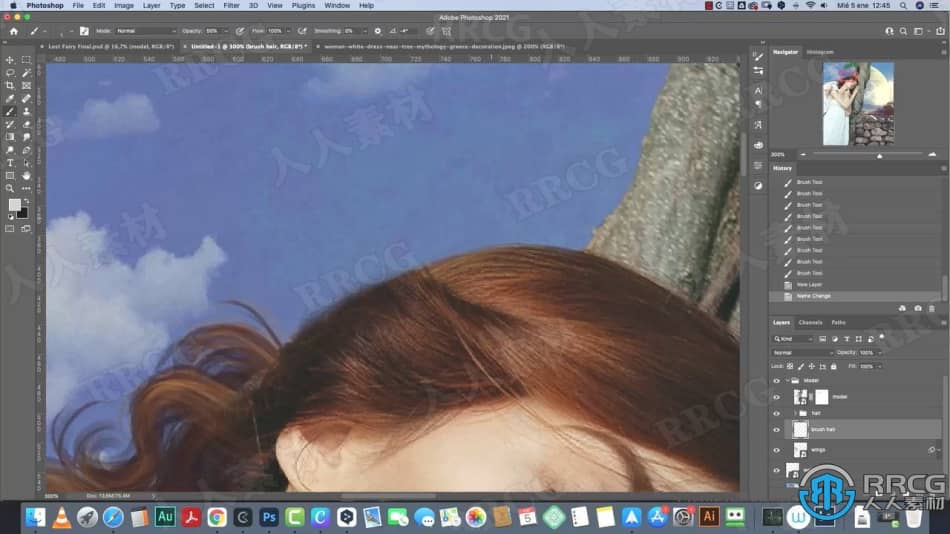 Photoshop File Edit Image Layer Type Select Filter 3D View Plugins Window Help Mié 5 ene 12:45
Adobe Photoshop 2021
Mode: Normal Opacity: 50% Flow: 100% Smoothing: 0% -4°
× Last Fairy Final.psd @ 16,7% (model, RGB/8*) × Untitled-1 @ 300% (brush hair, RGB/8*) * × woman-white-dress-near-tree-mythology-greece-decoration.jpeg @ 200% (RGB/8*)
480 500 520 540 560 580 600 620 640 660 680 700 720 740 760 780 800 820 840 860 880 900 920
Navigator Histogram
300%
History
Brush Tool
Brush Tool
Brush Tool
Brush Tool
Brush Tool
Brush Tool
Brush Tool
Brush Tool
Brush Tool
New Layer
Name Change
Layers Channels Paths
Kind
Normal Opacity: 100%
Lock: Fill: 100%
Model
model
hair
brush hair
wings
300%
RRCG
人人素材